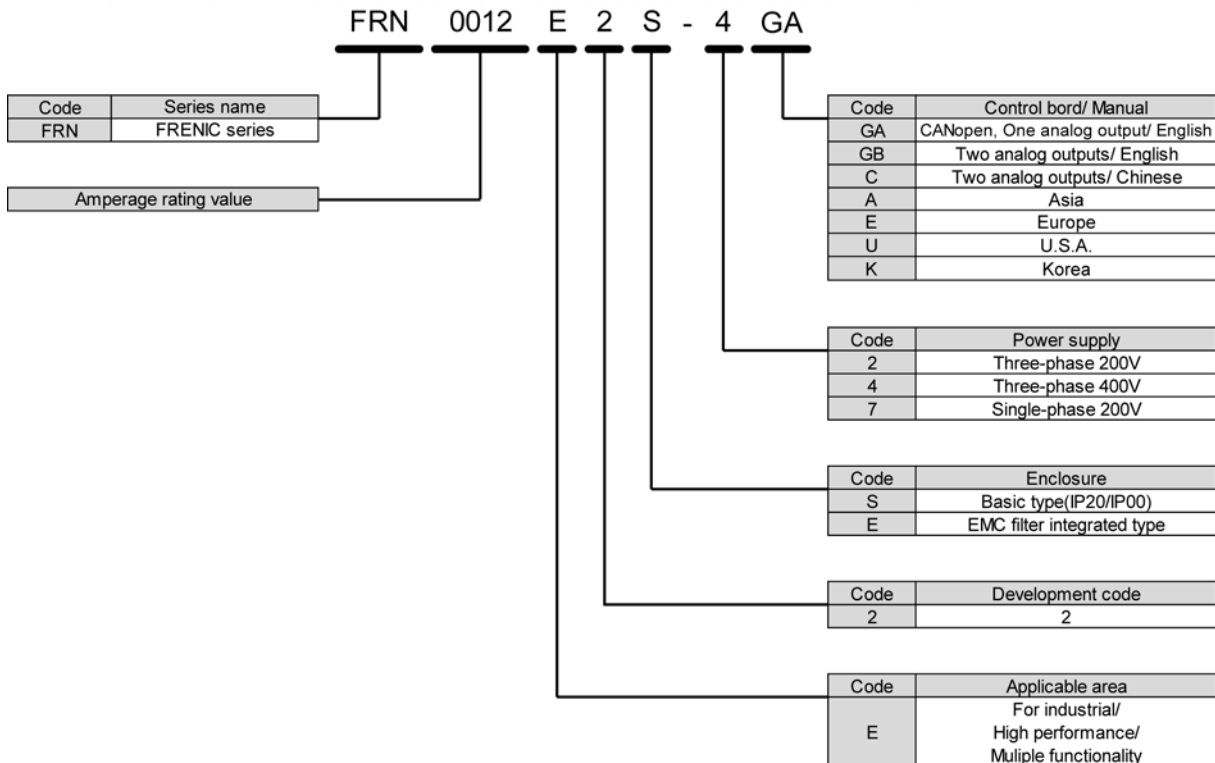 FRN 0012 E 2 S - 4 GA
Code Series name
FRN FRENIC series
Amperage rating value
Code Control bord/ Manual
GA CANopen, One analog output/ English
GB Two analog outputs/ English
C Two analog outputs/ Chinese
A Asia
E Europe
U U.S.A.
K Korea
Code Power supply
2 Three-phase 200V
4 Three-phase 400V
7 Single-phase 200V
Code Enclosure
S Basic type(IP20/IP00)
E EMC filter integrated type
Code Development code
2 2
Code Applicable area
For industrial/
E High performance/
Muliple functionality